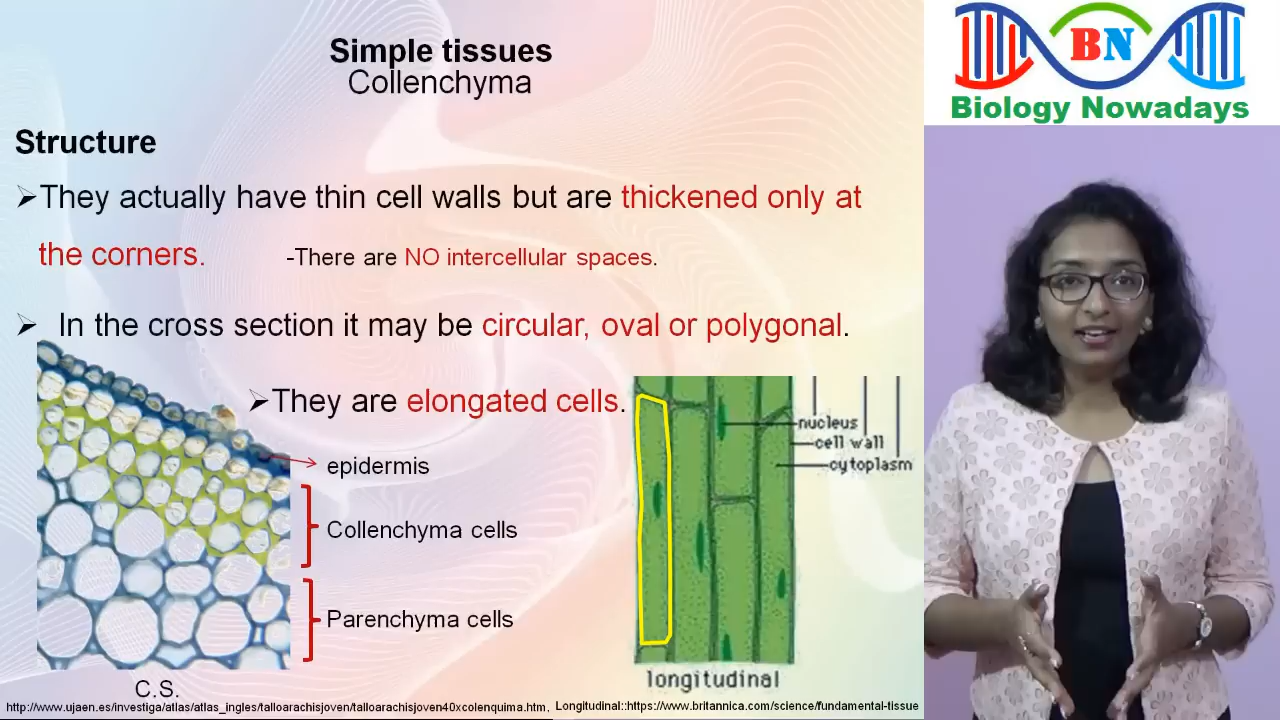 Simple tissues
Collenchyma
BN
Biology Nowadays
Structure
➢They actually have thin cell walls but are thickened only at
the corners. -There are NO intercellular spaces.
➢ In the cross section it may be circular, oval or polygonal.
➢They are elongated cells.
epidermis
Collenchyma cells
Parenchyma cells
C.S.
nucleus
cell wall
cytoplasm
longitudinal
http://www.ujaen.es/investiga/atlas/atlas_ingles/talloarachisjoven/talloarachisjoven40xcolenquima.htm, Longitudinal::https://www.britannica.com/science/fundamental-tissue